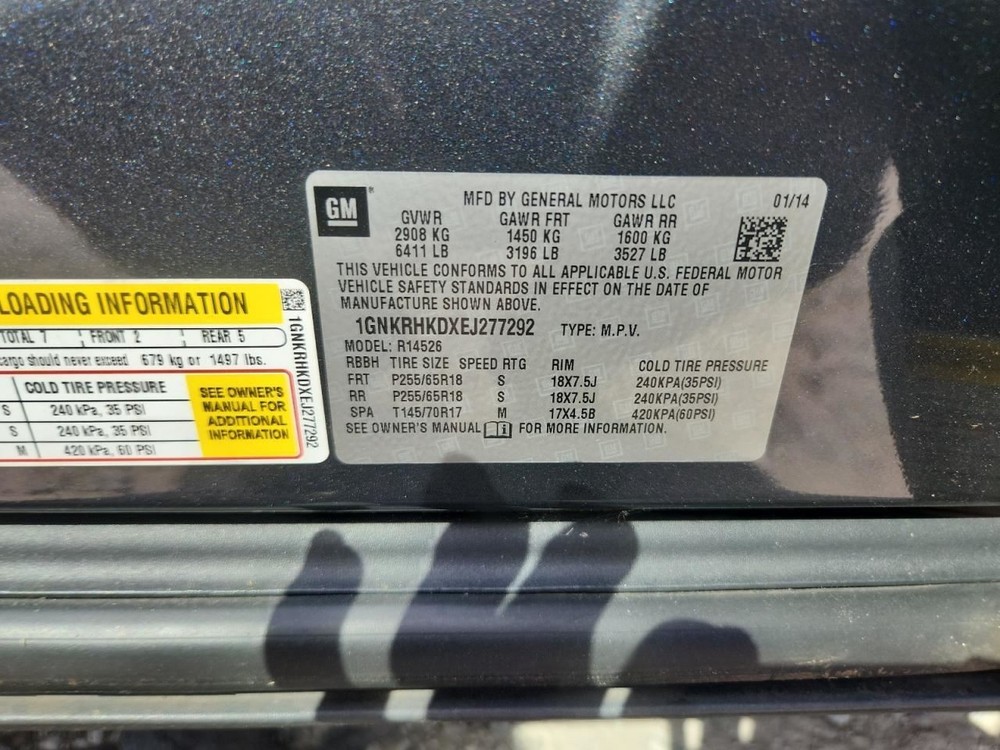 GM
MFD BY GENERAL MOTORS LLC 01/14
GVWR GAWR FRT GAWR RR
2908 KG 1450 KG 1600 KG
6411 LB 3196 LB 3527 LB
THIS VEHICLE CONFORMS TO ALL APPLICABLE U.S. FEDERAL MOTOR
VEHICLE SAFETY STANDARDS IN EFFECT ON THE DATE OF
MANUFACTURE SHOWN ABOVE.
1GNKRHKDXEJ277292 TYPE: M.P.V.
MODEL: R14526
RBBH TIRE SIZE SPEED RTG RIM COLD TIRE PRESSURE
FRT P255/65R18 S 18X7.5J 240KPA(35PSI)
RR P255/65R18 S 18X7.5J 240KPA(35PSI)
SPA T145/70R17 M 17X4.5B 420KPA(60PSI)
SEE OWNER'S MANUAL FOR MORE INFORMATION.
LOADING INFORMATION
TOTAL 7 FRONT 2 REAR 5
cargo should never exceed 679 kg or 1497 lbs.
COLD TIRE PRESSURE
S 240 kPa, 35 PSI
S 240 kPa, 35 PSI
M 420 kPa, 60 PSI
SEE OWNER'S
MANUAL FOR
ADDITIONAL
INFORMATION
1GNKRHKDXEJ277292